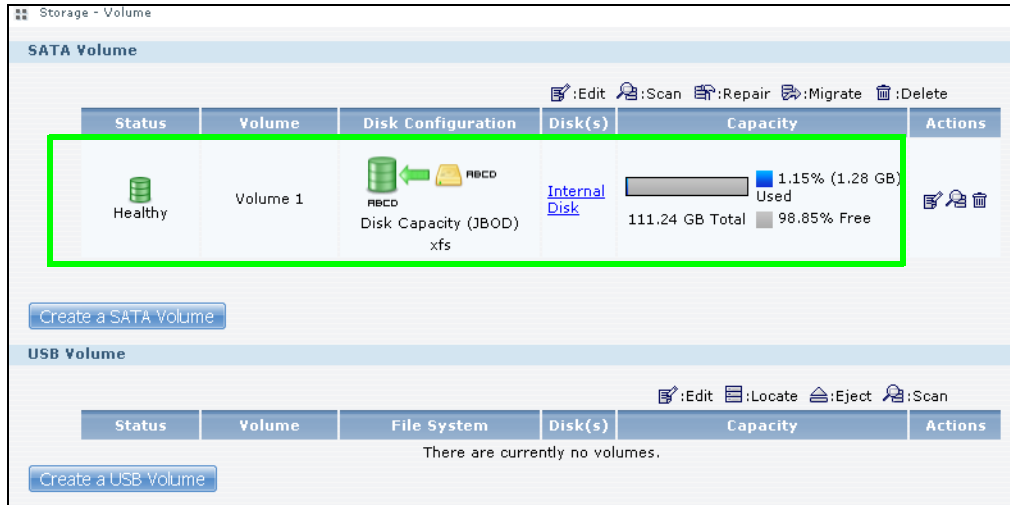 Storage - Volume
SATA Volume
:Edit :Scan :Repair :Migrate :Delete
Status Volume Disk Configuration Disk(s) Capacity Actions
Healthy
Volume 1
ABCD
ABCD
Disk Capacity (JBOD)
xfs
Internal
Disk
111.24 GB Total
1.15% (1.28 GB)
Used
98.85% Free
Create a SATA Volume
USB Volume
:Edit :Locate :Eject :Scan
Status Volume File System Disk(s) Capacity Actions
There are currently no volumes.
Create a USB Volume